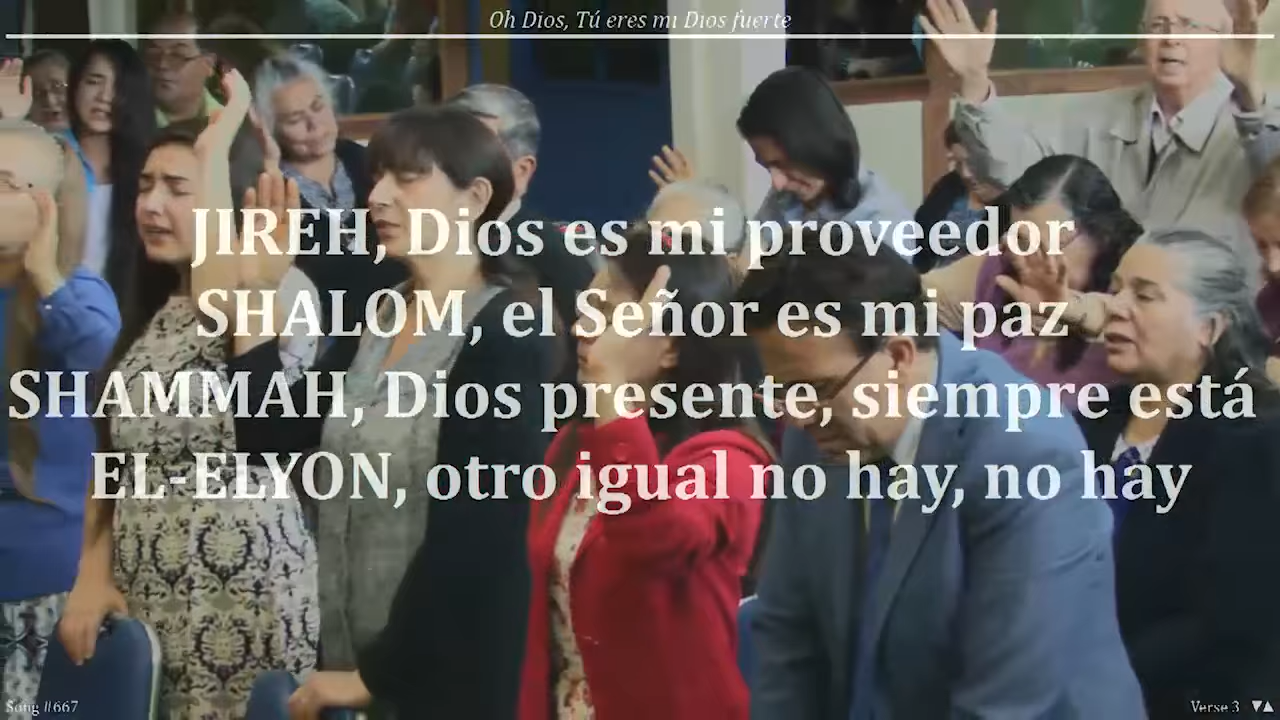 Oh Dios, Tú eres mi Dios fuerte
JIREH, Dios es mi proveedor
SHALOM, el Señor es mi paz
SHAMMAH, Dios presente, siempre está
EL-ELYON, otro igual no hay, no hay
Song #667
Verse 3 ▼▲